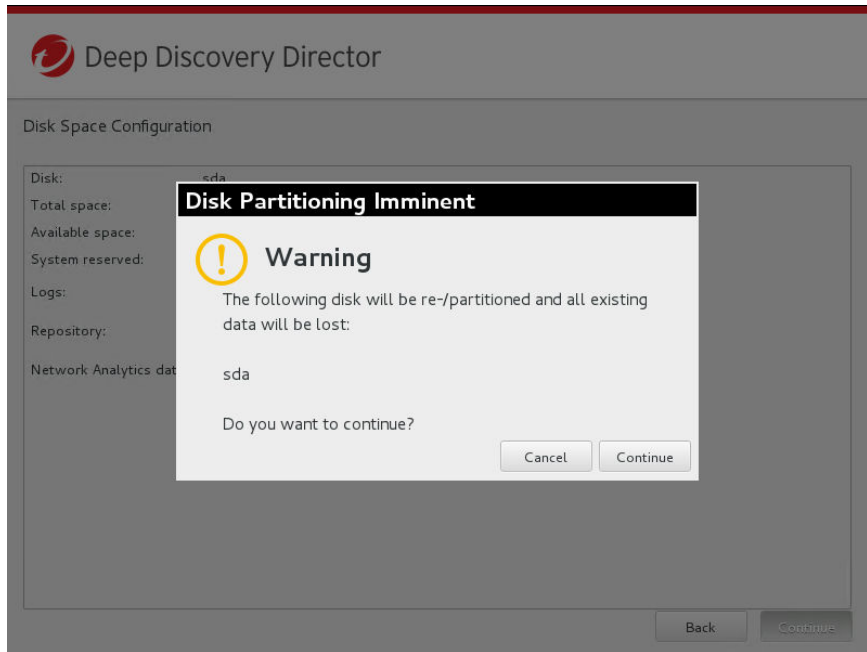 Deep Discovery Director
Disk Space Configuration
Disk: sda
Total space:
Available space:
System reserved:
Logs:
Repository:
Network Analytics dat
Disk Partitioning Imminent
Warning
The following disk will be re-/partitioned and all existing
data will be lost:
sda
Do you want to continue?
Cancel Continue
Back Continue